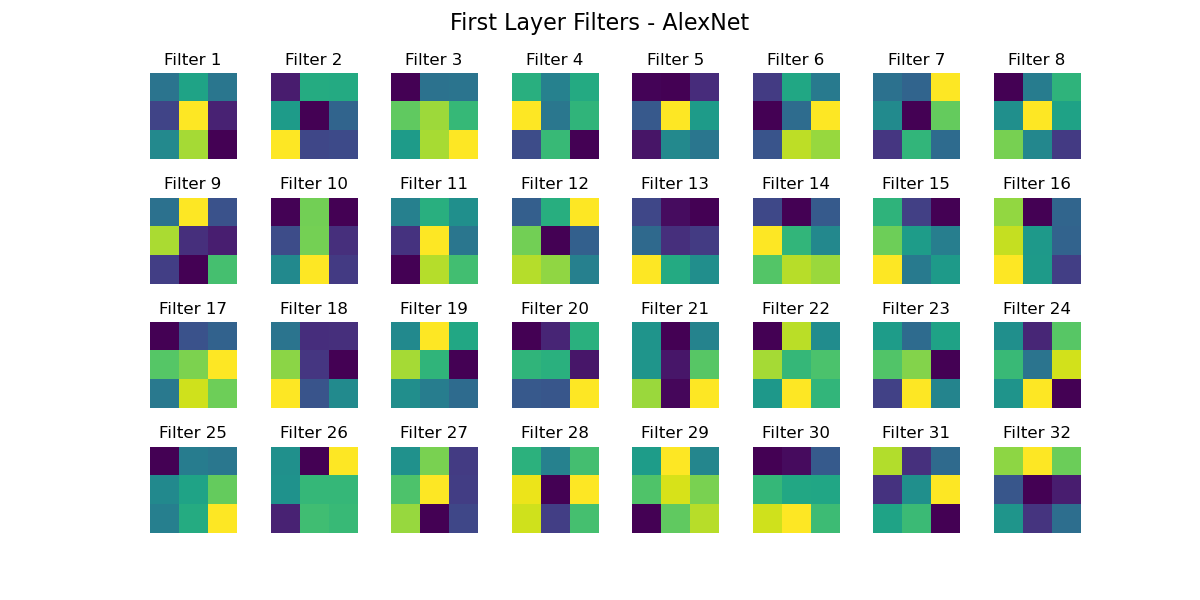 First Layer Filters - AlexNet
Filter 1 Filter 2 Filter 3 Filter 4 Filter 5 Filter 6 Filter 7 Filter 8
Filter 9 Filter 10 Filter 11 Filter 12 Filter 13 Filter 14 Filter 15 Filter 16
Filter 17 Filter 18 Filter 19 Filter 20 Filter 21 Filter 22 Filter 23 Filter 24
Filter 25 Filter 26 Filter 27 Filter 28 Filter 29 Filter 30 Filter 31 Filter 32